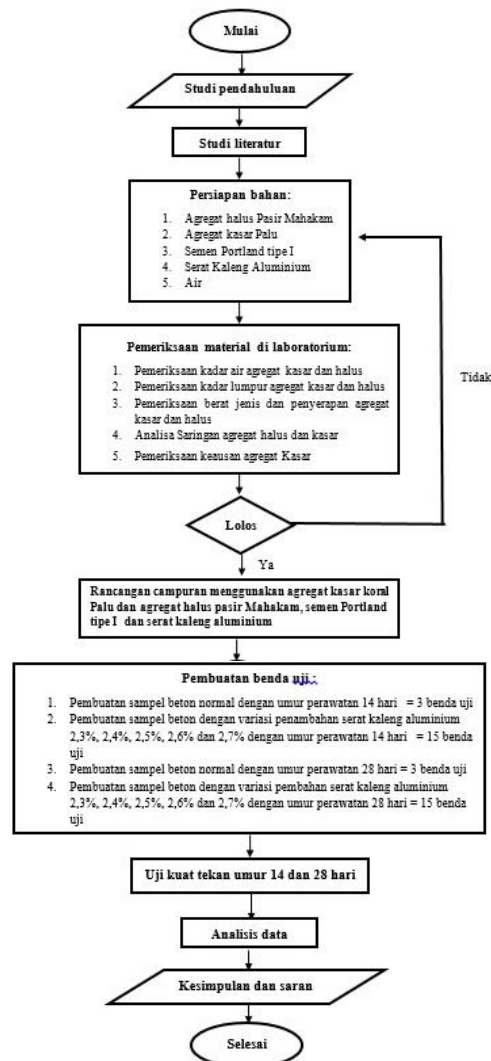 Mulai
Studi pendahuluan
Studi literatur
Persiapan bahan:
1. Agregat halus Pasir Mahakam
2. Agregat kasar Palu
3. Semen Portland tipe I
4. Serat Kaleng Aluminium
5. Air
Pemeriksaan material di laboratorium:
1. Pemeriksaan kadar air agregat kasar dan halus
2. Pemeriksaan kadar lumpur agregat kasar dan halus
3. Pemeriksaan berat jenis dan penyerapan agregat
kasar dan halus
4. Analisa Saringan agregat halus dan kasar
5. Pemeriksaan keausan agregat Kasar
Tidak
Lolos
Ya
Rancangan campuran menggunakan agregat kasar koral
Palu dan agregat halus pasir Mahakam, semen Portland
tipe I dan serat kaleng aluminium
Pembuatan benda uji :
1. Pembuatan sampel beton normal dengan umur perawatan 14 hari = 3 benda uji
2. Pembuatan sampel beton dengan variasi penambahan serat kaleng aluminium
2,3%, 2,4%, 2,5%, 2,6% dan 2,7% dengan umur perawatan 14 hari = 15 benda
uji
3. Pembuatan sampel beton normal dengan umur perawatan 28 hari = 3 benda uji
4. Pembuatan sampel beton dengan variasi pembahan serat kaleng aluminium
2,3%, 2,4%, 2,5%, 2,6% dan 2,7% dengan umur perawatan 28 hari = 15 benda
uji
Uji kuat tekan umur 14 dan 28 hari
Analisis data
Kesimpulan dan saran
Selesai